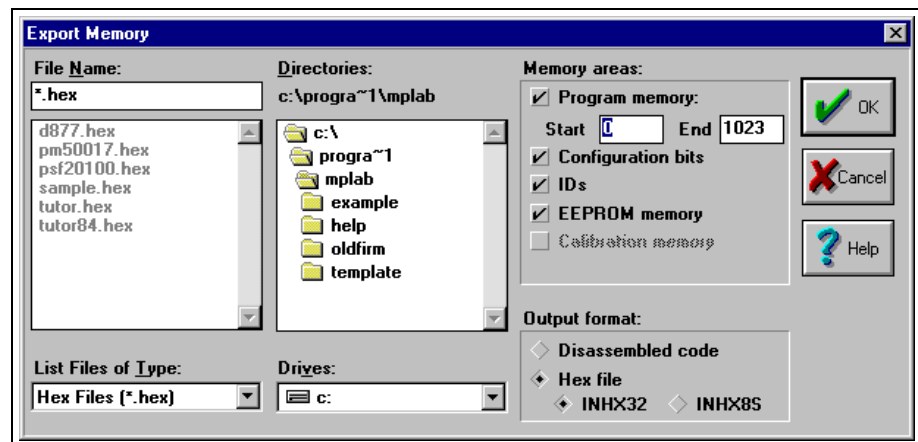 Export Memory
File Name:
*.hex
d877.hex
pm50017.hex
psf20100.hex
sample.hex
tutor.hex
tutor84.hex
List Files of Type:
Hex Files (*.hex)
Directories:
c:\progra~1\mplab
c:\
progra~1
mplab
example
help
oldfirm
template
Drives:
c:
Memory areas:
Program memory:
Start 0 End 1023
Configuration bits
IDs
EEPROM memory
Calibration memory
Output format:
Disassembled code
Hex file
INHX32 INHX8S
OK
Cancel
Help